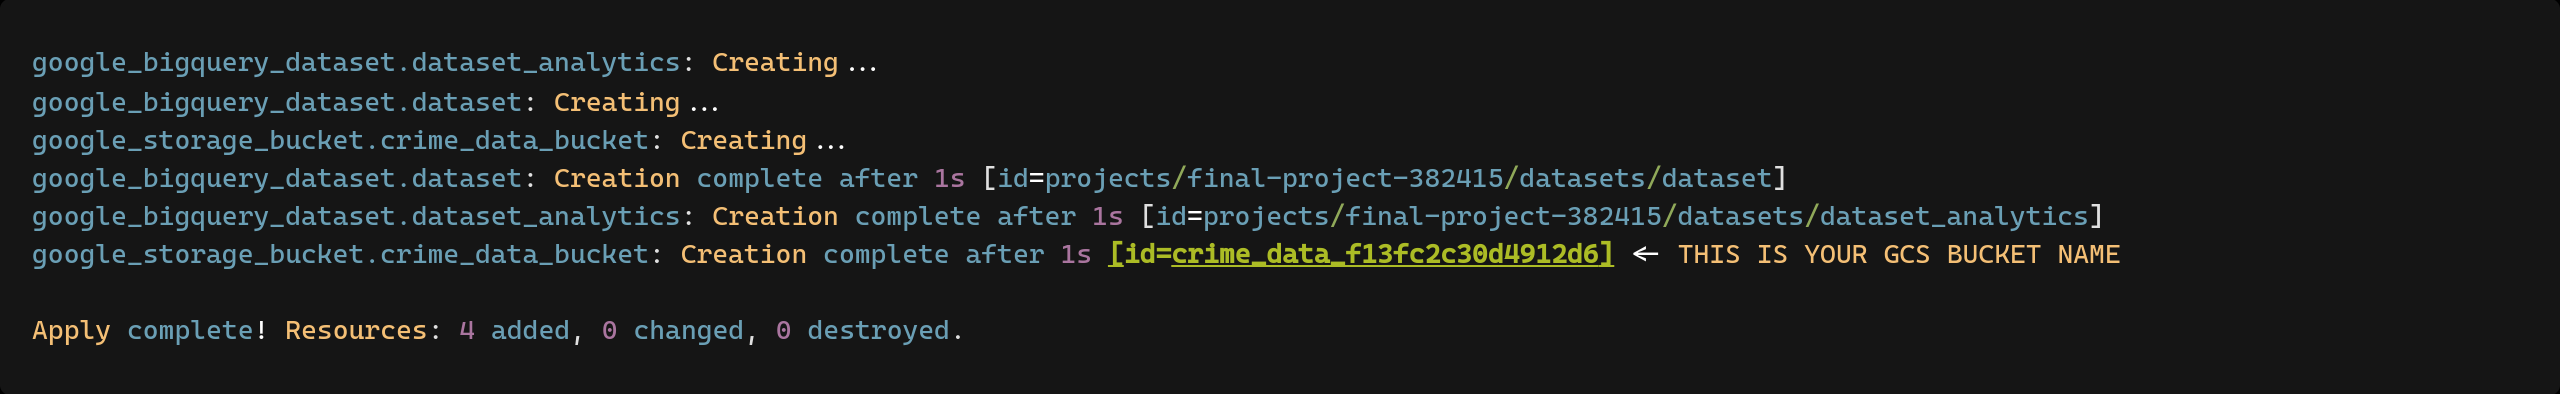 google_bigquery_dataset.dataset_analytics: Creating...
google_bigquery_dataset.dataset: Creating...
google_storage_bucket.crime_data_bucket: Creating...
google_bigquery_dataset.dataset: Creation complete after 1s [id=projects/final-project-382415/datasets/dataset]
google_bigquery_dataset.dataset_analytics: Creation complete after 1s [id=projects/final-project-382415/datasets/dataset_analytics]
google_storage_bucket.crime_data_bucket: Creation complete after 1s [id=crime_data_f13fc2c30d4912d6] <- THIS IS YOUR GCS BUCKET NAME
Apply complete! Resources: 4 added, 0 changed, 0 destroyed.